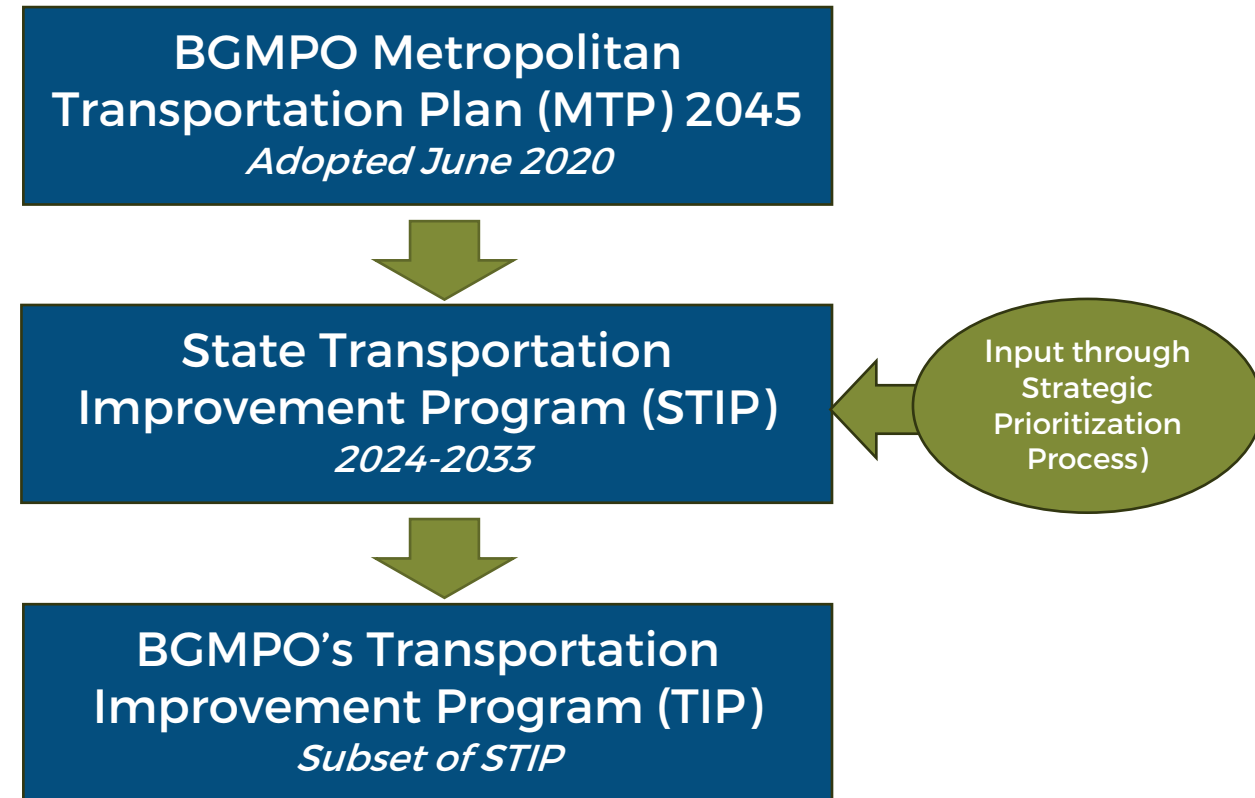 BGMPO Metropolitan
Transportation Plan (MTP) 2045
Adopted June 2020
State Transportation
Improvement Program (STIP)
2024-2033
Input through
Strategic
Prioritization
Process)
BGMPO’s Transportation
Improvement Program (TIP)
Subset of STIP